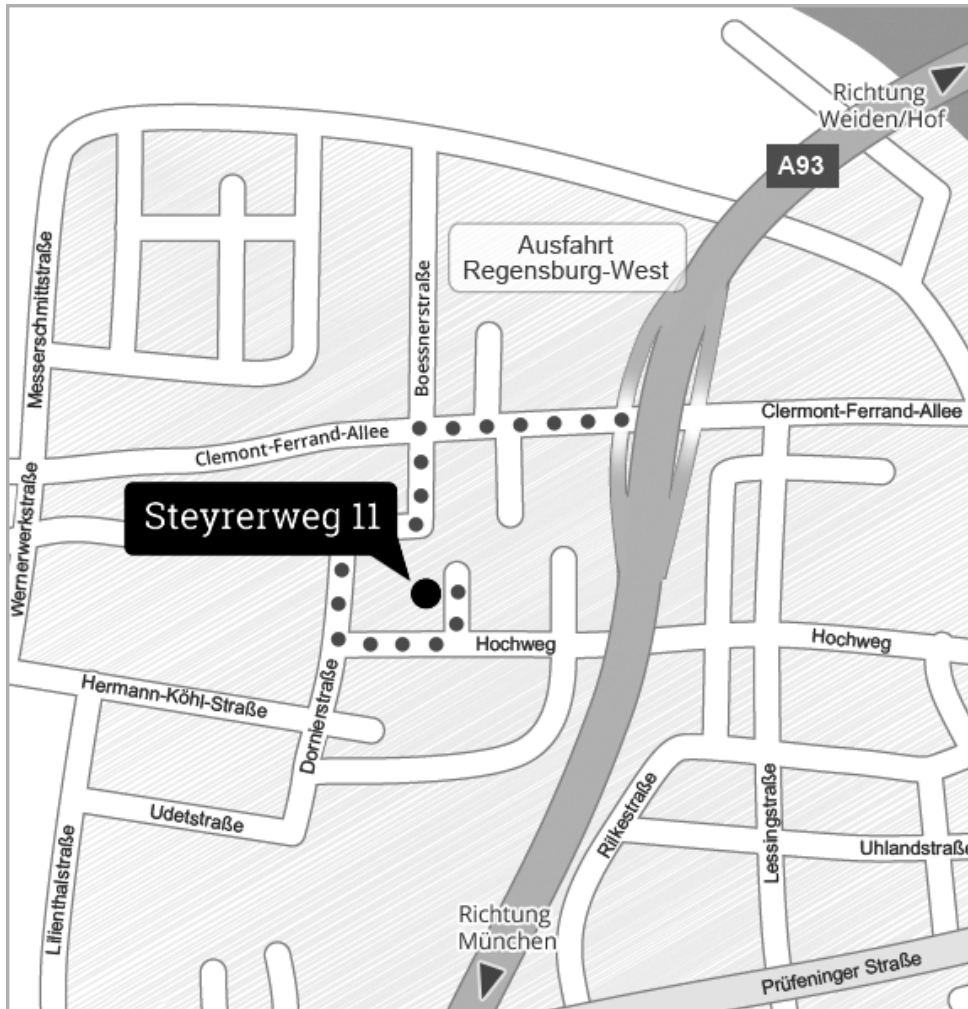 Richtung
Weiden/Hof
A93
Ausfahrt
Regensburg-West
Messerschmittstraße
Boessnerstraße
Clermont-Ferrand-Allee
Clemont-Ferrand-Allee
Wernerwerkstraße
Steyrerweg 11
Hochweg
Hochweg
Hermann-Köhl-Straße
Dornierstraße
Udetstraße
Rilkestraße
Lessingstraße
Uhlandstraße
Lilienthalstraße
Richtung
München
Prüfeninger Straße